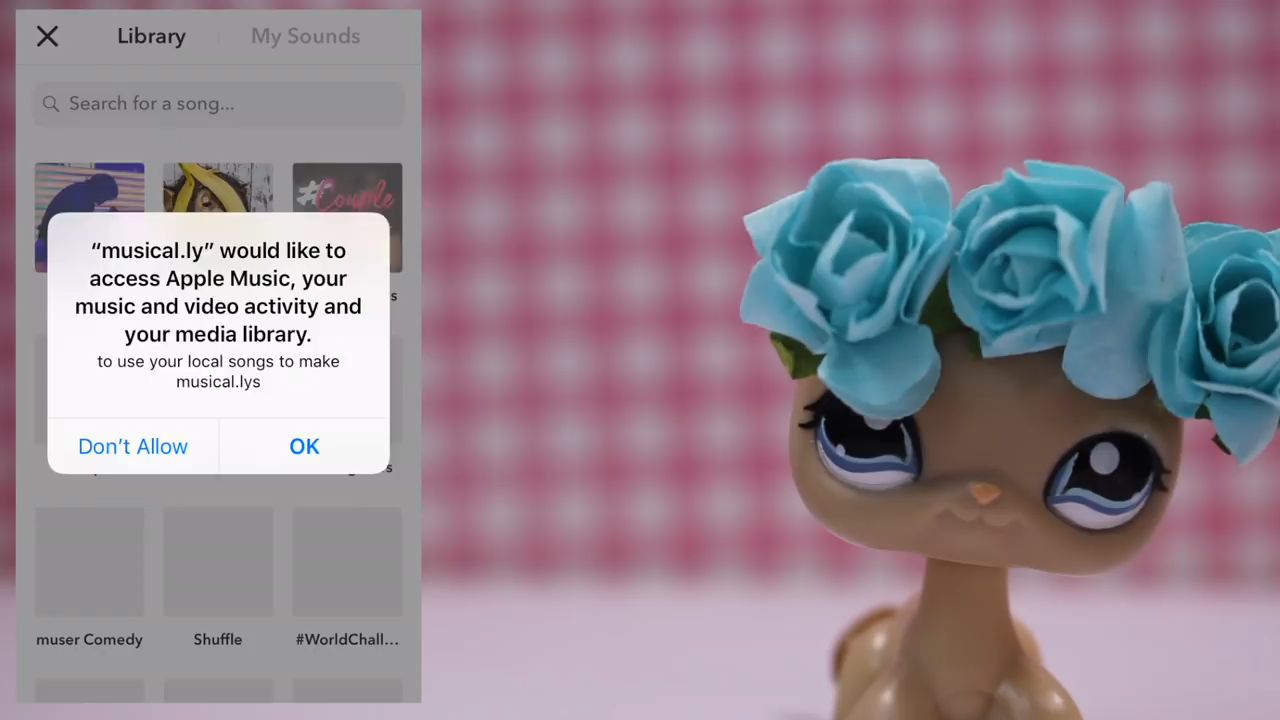 Library
My Sounds
Search for a song...
#Couple
"musical.ly" would like to
access Apple Music, your
music and video activity and
your media library.
to use your local songs to make
musical.lys
Don't Allow
OK
muser Comedy
Shuffle
#WorldChall...